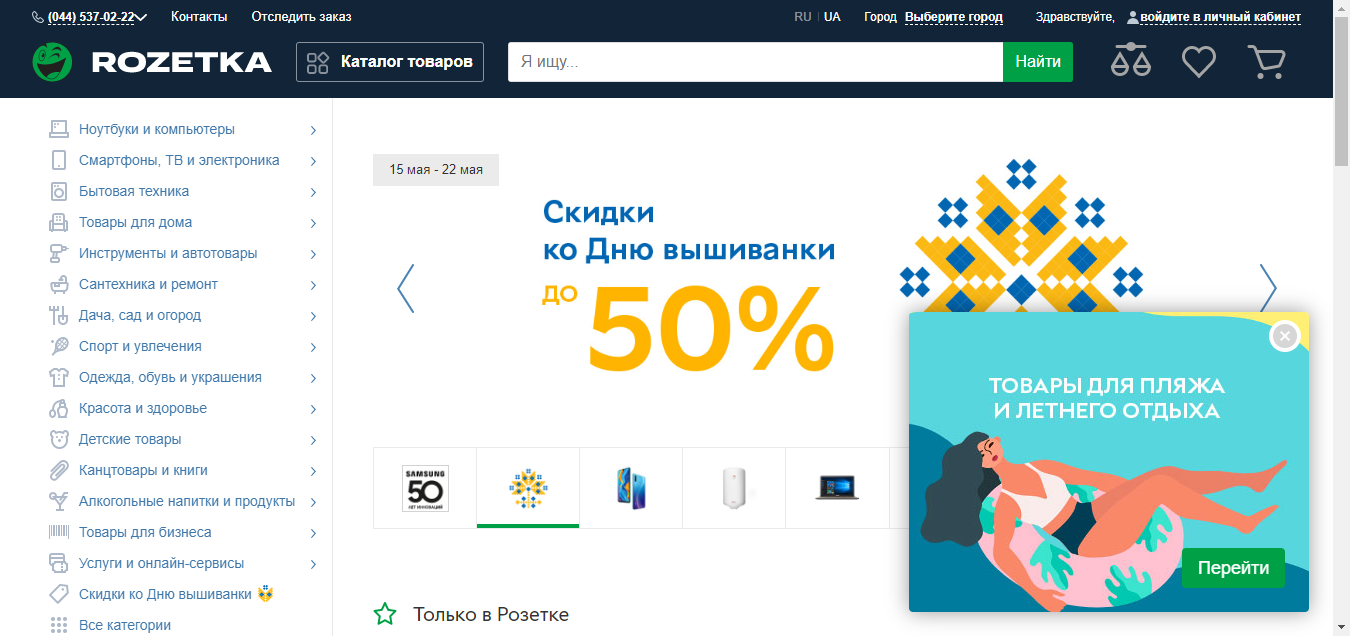 (044) 537-02-22
Контакты
Отследить заказ
RU | UA
Город Выберите город
Здравствуйте, войдите в личный кабинет
ROZETKA
Каталог товаров
Я ищу...
Найти
Ноутбуки и компьютеры
Смартфоны, ТВ и электроника
Бытовая техника
Товары для дома
Инструменты и автотовары
Сантехника и ремонт
Дача, сад и огород
Спорт и увлечения
Одежда, обувь и украшения
Красота и здоровье
Детские товары
Канцтовары и книги
Алкогольные напитки и продукты
Товары для бизнеса
Услуги и онлайн-сервисы
Скидки ко Дню вышиванки
Все категории
15 мая - 22 мая
Скидки
ко Дню вышиванки
ДО 50%
SAMSUNG
50
ЛЕТ ИННОВАЦИЙ
ТОВАРЫ ДЛЯ ПЛЯЖА
И ЛЕТНЕГО ОТДЫХА
Перейти
Только в Розетке